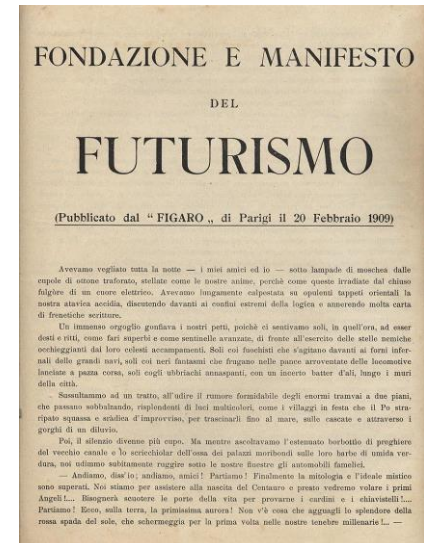 FONDAZIONE E MANIFESTO
DEL
FUTURISMO
(Pubblicato dal “ FIGARO „ di Parigi il 20 Febbraio 1909)
Avevamo vegliato tutta la notte — i miei amici ed io — sotto lampade di moschea dalle
cupole di ottone traforato, stellate come le nostre anime, perchè come queste irradiate dal chiuso
fulgòre di un cuore elettrico. Avevamo lungamente calpestata su opulenti tappeti orientali la
nostra atavica accidia, discutendo davanti ai confini estremi della logica e annerendo molta carta
di frenetiche scritture.
Un immenso orgoglio gonfiava i nostri petti, poichè ci sentivamo soli, in quell'ora, ad esser
desti e ritti, come fari superbi e come sentinelle avanzate, di fronte all'esercito delle stelle nemiche
occhieggianti dai loro celesti accampamenti. Soli coi fuochisti che s'agitano davanti ai forni infer-
nali delle grandi navi, soli coi neri fantasmi che frugano nelle pance arroventate delle locomotive
lanciate a pazza corsa, soli cogli ubbriachi annaspanti, con un incerto batter d'ali, lungo i muri
della città.
Sussultammo ad un tratto, all'udire il rumore formidabile degli enormi tramvai a due piani,
che passano sobbalzando, risplendenti di luci multicolori, come i villaggi in festa che il Po stra-
ripato squassa e sràdica d'improvviso, per trascinarli fino al mare, sulle cascate e attraverso i
gorghi di un diluvio.
Poi, il silenzio divenne più cupo. Ma mentre ascoltavamo l'estenuato borbottio di preghiere
del vecchio canale e lo scricchiolar dell'ossa dei palazzi moribondi sulle loro barbe di umida ver-
dura, noi udimmo subitamente ruggire sotto le nostre finestre gli automobili famelici.
— Andiamo, diss'io; andiamo, amici! Partiamo! Finalmente la mitologia e l'ideale mistico
sono superati. Noi stiamo per assistere alla nascita del Centauro e presto vedremo volare i primi
Angeli!.... Bisognerà scuotere le porte della vita per provarne i cardini e i chiavistelli!....
Partiamo! Ecco, sulla terra, la primissima aurora! Non v'è cosa che agguagli lo splendore della
rossa spada del sole, che schermeggia per la prima volta nelle nostre tenebre millenarie!... —